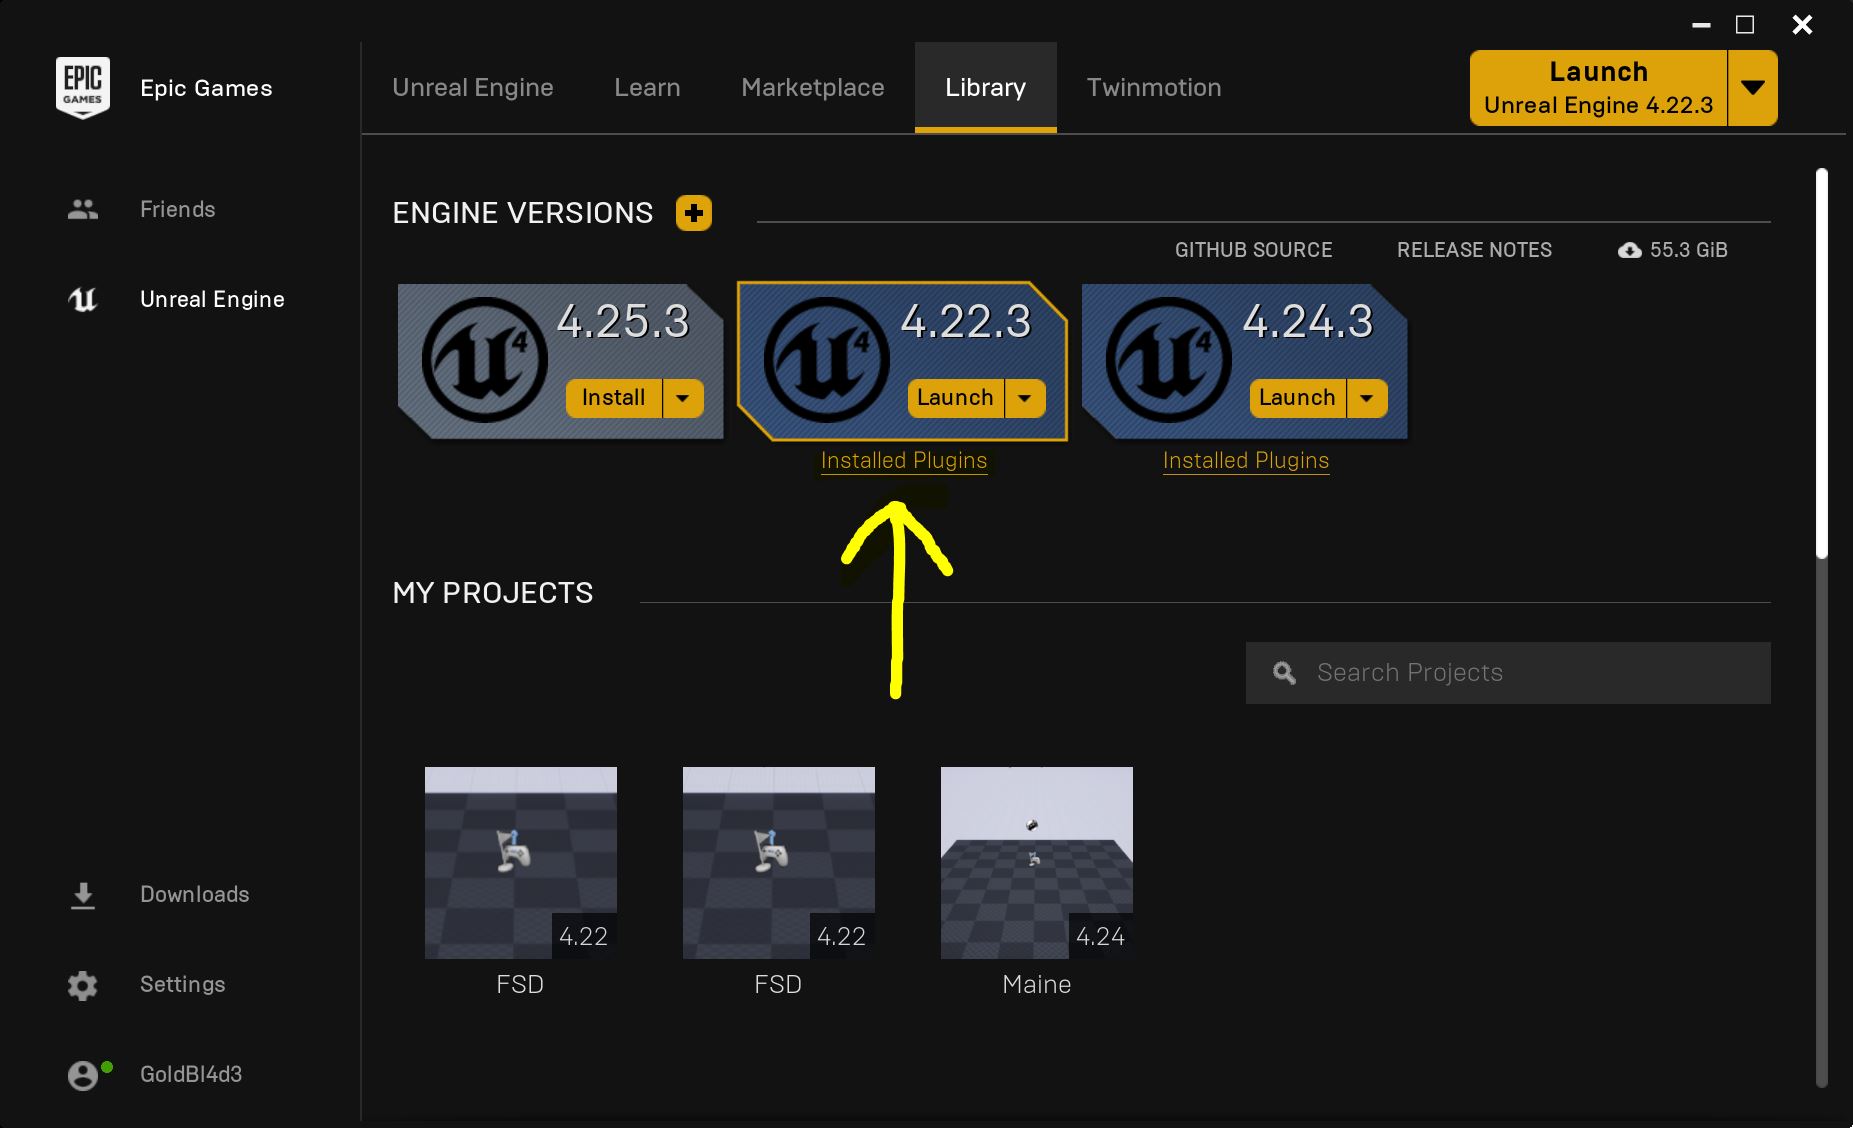 EPIC
GAMES
Epic Games
Unreal Engine
Learn
Marketplace
Library
Twinmotion
Launch
Unreal Engine 4.22.3
Friends
Unreal Engine
ENGINE VERSIONS
GITHUB SOURCE
RELEASE NOTES
55.3 GiB
4.25.3
Install
4.22.3
Launch
4.24.3
Launch
Installed Plugins
Installed Plugins
MY PROJECTS
Search Projects
4.22
FSD
4.22
FSD
4.24
Maine
Downloads
Settings
GoldBl4d3